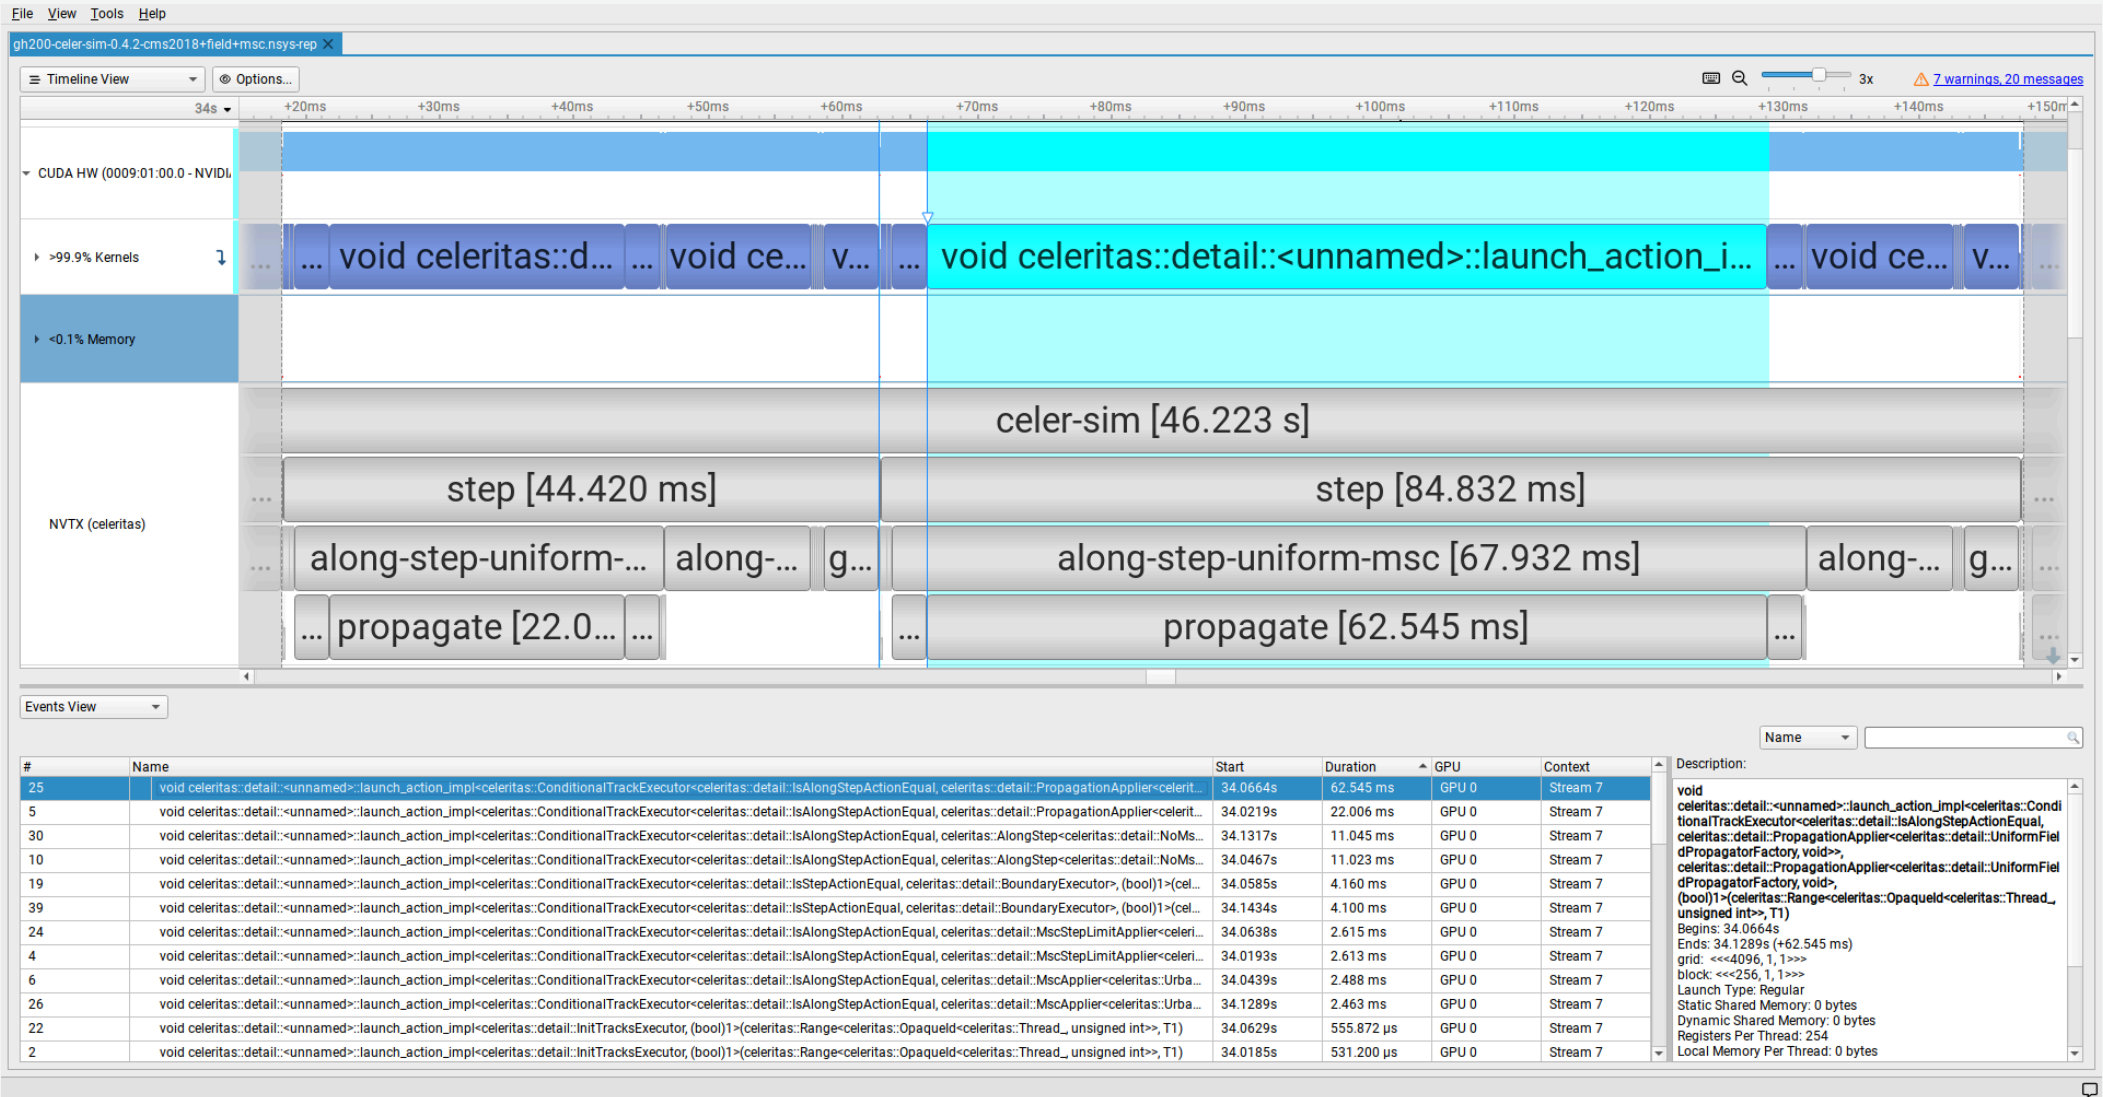 File View Tools Help
gh200-celer-sim-0.4.2-cms2018+field+msc.nsys-rep
Timeline View Options... 3x 7 warnings, 20 messages
34s +20ms +30ms +40ms +50ms +60ms +70ms +80ms +90ms +100ms +110ms +120ms +130ms +140ms +150m
CUDA HW (0009:01:00.0 - NVIDI
>99.9% Kernels ... ... void celeritas::d... ... void ce... v... ... void celeritas::detail::<unnamed>::launch_action_i... ... void ce... v... ...
<0.1% Memory
celer-sim [46.223 s]
... step [44.420 ms] step [84.832 ms] ...
NVTX (celeritas)
... along-step-uniform-... along-... g... along-step-uniform-msc [67.932 ms] along-... g... ...
... propagate [22.0... ... ... propagate [62.545 ms] ... ...
Events View
Name
# Name Start Duration GPU Context
25 void celeritas::detail::<unnamed>::launch_action_impl<celeritas::ConditionalTrackExecutor<celeritas::detail::IsAlongStepActionEqual, celeritas::detail::PropagationApplier<celerit... 34.0664s 62.545 ms GPU 0 Stream 7
5 void celeritas::detail::<unnamed>::launch_action_impl<celeritas::ConditionalTrackExecutor<celeritas::detail::IsAlongStepActionEqual, celeritas::detail::PropagationApplier<celerit... 34.0219s 22.006 ms GPU 0 Stream 7
30 void celeritas::detail::<unnamed>::launch_action_impl<celeritas::ConditionalTrackExecutor<celeritas::detail::IsAlongStepActionEqual, celeritas::AlongStep<celeritas::detail::NoMs... 34.1317s 11.045 ms GPU 0 Stream 7
10 void celeritas::detail::<unnamed>::launch_action_impl<celeritas::ConditionalTrackExecutor<celeritas::detail::IsAlongStepActionEqual, celeritas::AlongStep<celeritas::detail::NoMs... 34.0467s 11.023 ms GPU 0 Stream 7
19 void celeritas::detail::<unnamed>::launch_action_impl<celeritas::ConditionalTrackExecutor<celeritas::detail::IsStepActionEqual, celeritas::detail::BoundaryExecutor>, (bool)1>(cel... 34.0585s 4.160 ms GPU 0 Stream 7
39 void celeritas::detail::<unnamed>::launch_action_impl<celeritas::ConditionalTrackExecutor<celeritas::detail::IsStepActionEqual, celeritas::detail::BoundaryExecutor>, (bool)1>(cel... 34.1434s 4.100 ms GPU 0 Stream 7
24 void celeritas::detail::<unnamed>::launch_action_impl<celeritas::ConditionalTrackExecutor<celeritas::detail::IsAlongStepActionEqual, celeritas::detail::MscStepLimitApplier<celeri... 34.0638s 2.615 ms GPU 0 Stream 7
4 void celeritas::detail::<unnamed>::launch_action_impl<celeritas::ConditionalTrackExecutor<celeritas::detail::IsAlongStepActionEqual, celeritas::detail::MscStepLimitApplier<celeri... 34.0193s 2.613 ms GPU 0 Stream 7
6 void celeritas::detail::<unnamed>::launch_action_impl<celeritas::ConditionalTrackExecutor<celeritas::detail::IsAlongStepActionEqual, celeritas::detail::MscApplier<celeritas::Urba... 34.0439s 2.488 ms GPU 0 Stream 7
26 void celeritas::detail::<unnamed>::launch_action_impl<celeritas::ConditionalTrackExecutor<celeritas::detail::IsAlongStepActionEqual, celeritas::detail::MscApplier<celeritas::Urba... 34.1289s 2.463 ms GPU 0 Stream 7
22 void celeritas::detail::<unnamed>::launch_action_impl<celeritas::detail::InitTracksExecutor, (bool)1>(celeritas::Range<celeritas::OpaqueId<celeritas::Thread_, unsigned int>>, T1) 34.0629s 555.872 µs GPU 0 Stream 7
2 void celeritas::detail::<unnamed>::launch_action_impl<celeritas::detail::InitTracksExecutor, (bool)1>(celeritas::Range<celeritas::OpaqueId<celeritas::Thread_, unsigned int>>, T1) 34.0185s 531.200 µs GPU 0 Stream 7
Description:
void
celeritas::detail::<unnamed>::launch_action_impl<celeritas::Condi
tionalTrackExecutor<celeritas::detail::IsAlongStepActionEqual,
celeritas::detail::PropagationApplier<celeritas::detail::UniformFiel
dPropagatorFactory, void>>,
celeritas::detail::PropagationApplier<celeritas::detail::UniformFiel
dPropagatorFactory, void>,
(bool)1>(celeritas::Range<celeritas::OpaqueId<celeritas::Thread_,
unsigned int>>, T1)
Begins: 34.0664s
Ends: 34.1289s (+62.545 ms)
grid: <<<4096, 1, 1>>>
block: <<<256, 1, 1>>>
Launch Type: Regular
Static Shared Memory: 0 bytes
Dynamic Shared Memory: 0 bytes
Registers Per Thread: 254
Local Memory Per Thread: 0 bytes